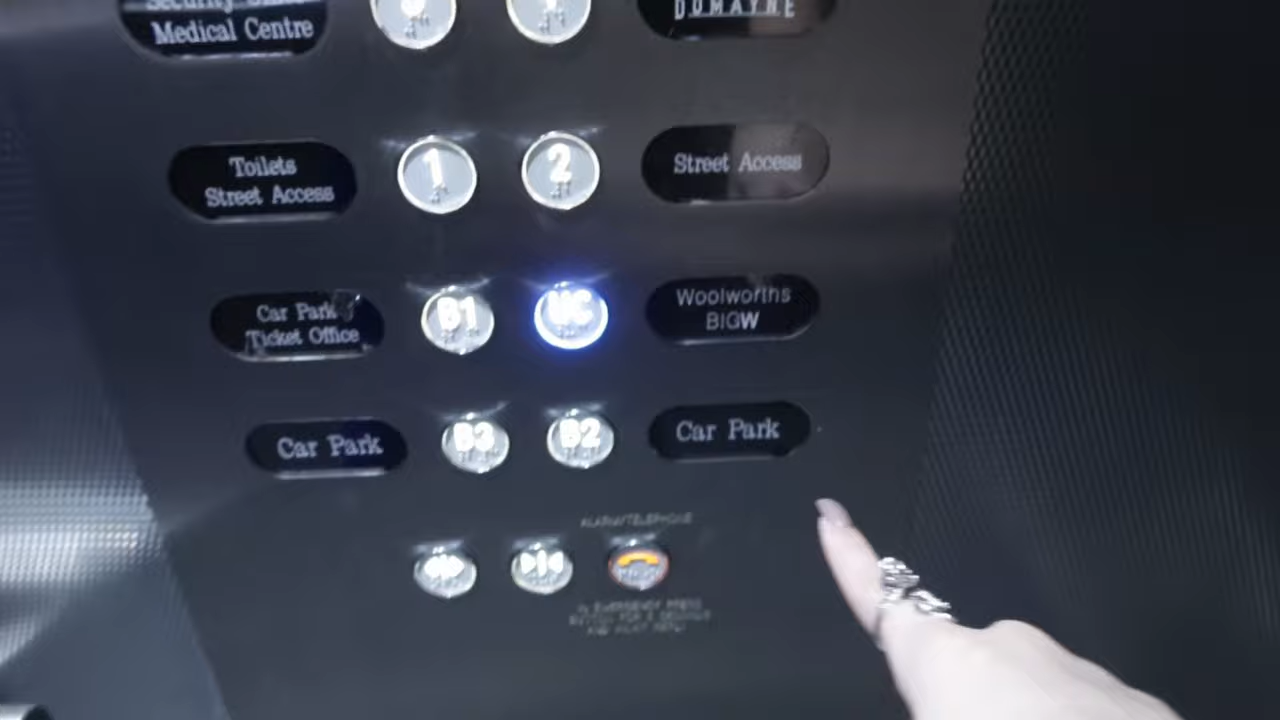 Medical Centre
DOMAYNE
Toilets
Street Access
1
2
Street Access
Car Park
Ticket Office
B1
Woolworths
BIGW
Car Park
B3
B2
Car Park
ALARM/TELEPHONE